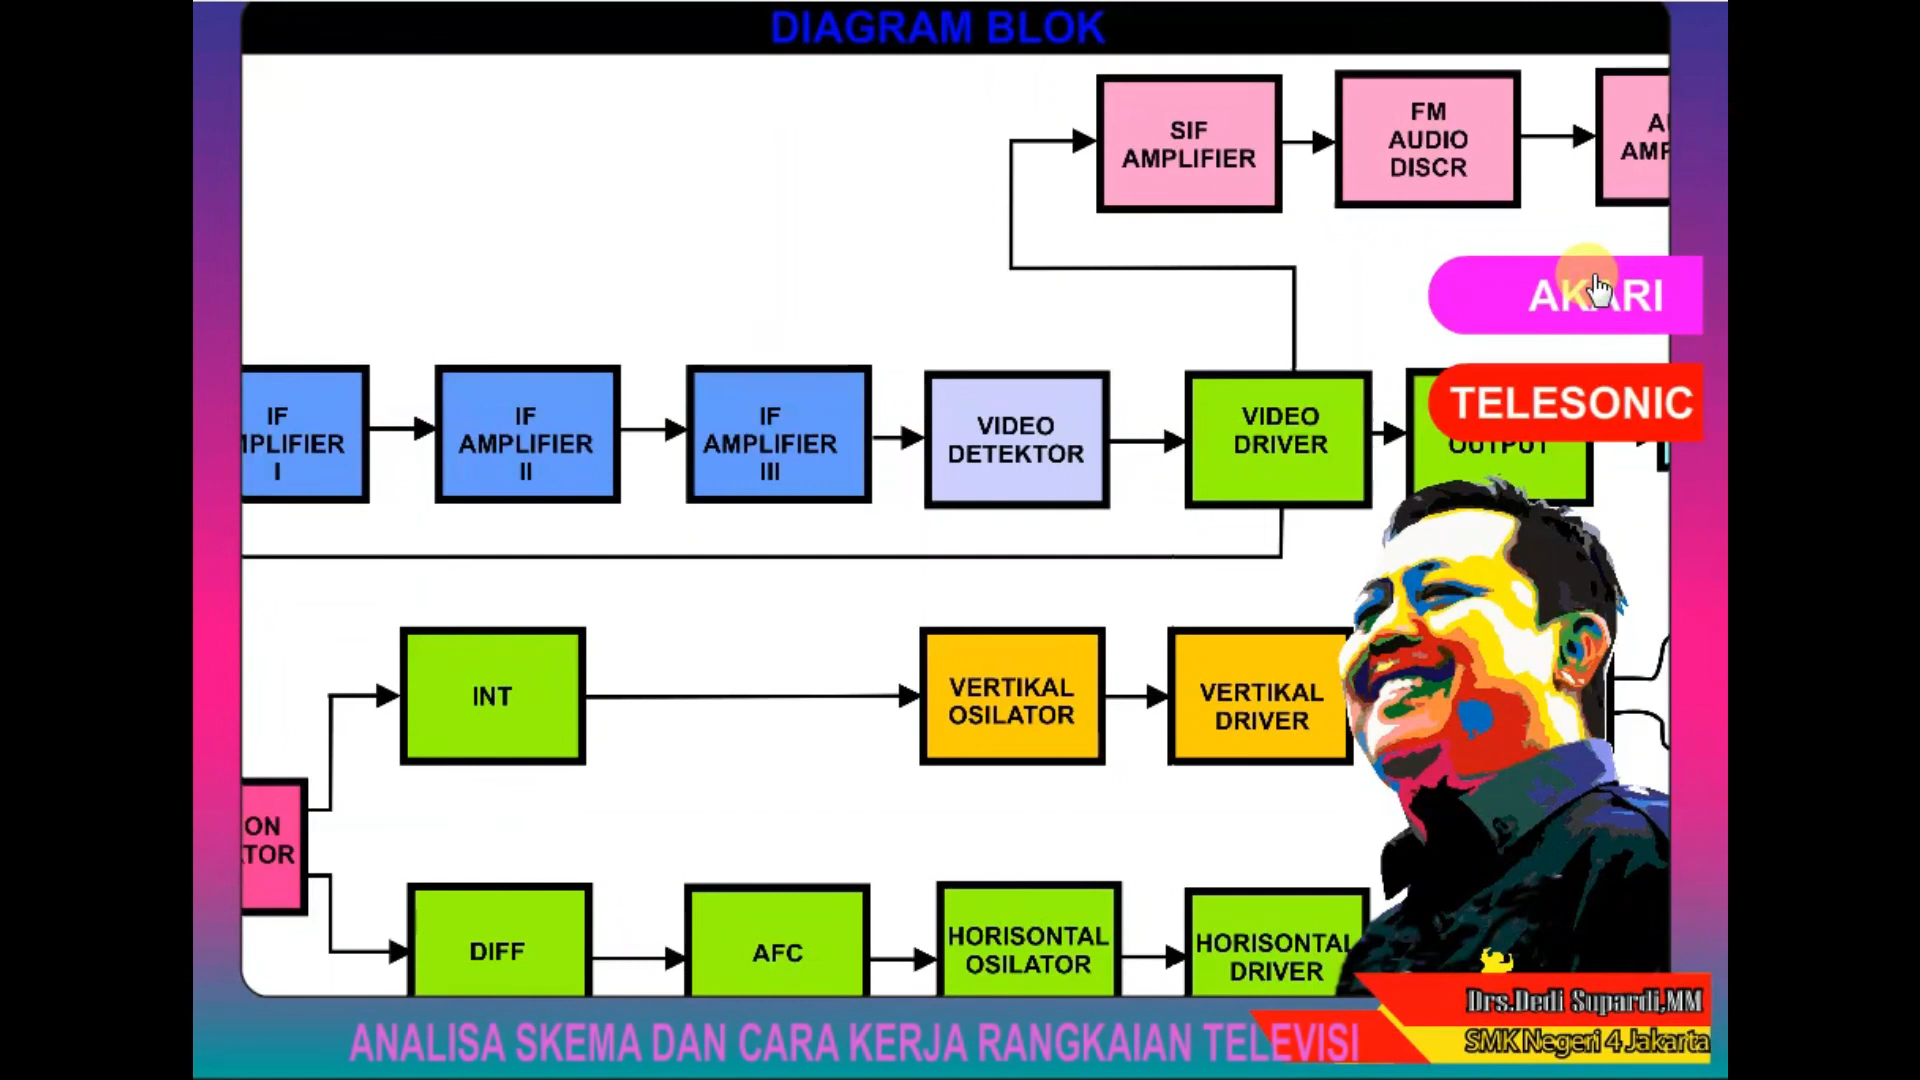 DIAGRAM BLOK
SIF
AMPLIFIER
FM
AUDIO
DISCR
AKARI
TELESONIC
IF
I
IF
AMPLIFIER
II
IF
AMPLIFIER
III
VIDEO
DETEKTOR
VIDEO
DRIVER
OUTPUT
INT
VERTIKAL
OSILATOR
VERTIKAL
DRIVER
DIFF
AFC
HORISONTAL
OSILATOR
HORISONTAL
DRIVER
Drs.Dedi Supardi,MM
SMK Negeri 4 Jakarta
ANALISA SKEMA DAN CARA KERJA RANGKAIAN TELEVISI